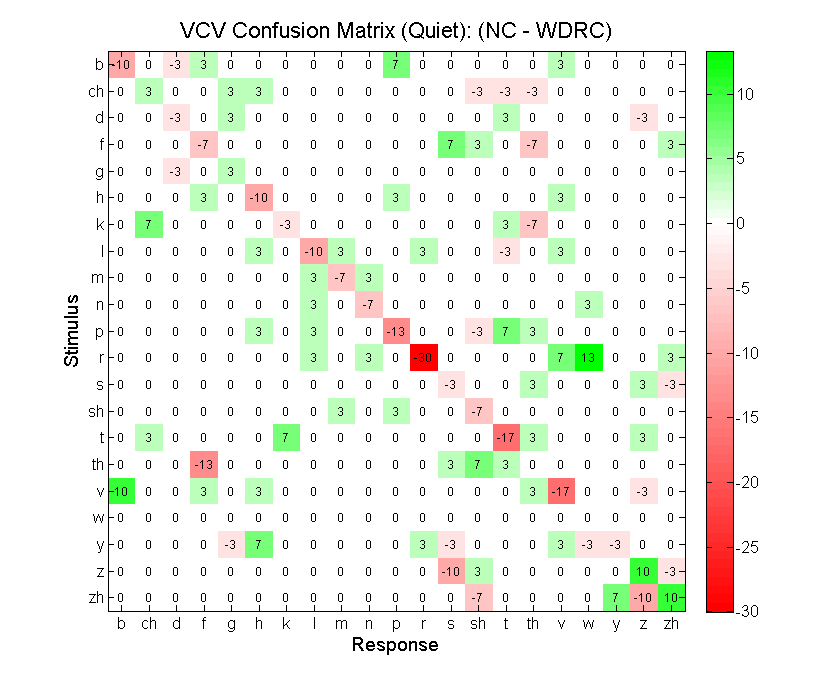 VCV Confusion Matrix (Quiet): (NC - WDRC)
b -10 0 -3 3 0 0 0 0 0 0 7 0 0 0 0 0 3 0 0 0 0
ch 0 3 0 0 3 3 0 0 0 0 0 0 0 -3 -3 -3 0 0 0 0 0
d 0 0 -3 0 3 0 0 0 0 0 0 0 0 0 3 0 0 0 0 -3 0
f 0 0 0 -7 0 0 0 0 0 0 0 0 7 3 0 -7 0 0 0 0 3
g 0 0 -3 0 3 0 0 0 0 0 0 0 0 0 0 0 0 0 0 0 0
h 0 0 0 3 0 -10 0 0 0 0 3 0 0 0 0 0 3 0 0 0 0
k 0 7 0 0 0 0 -3 0 0 0 0 0 0 0 3 -7 0 0 0 0 0
l 0 0 0 0 0 3 0 -10 3 0 0 3 0 0 -3 0 3 0 0 0 0
m 0 0 0 0 0 0 0 3 -7 3 0 0 0 0 0 0 0 0 0 0 0
n 0 0 0 0 0 0 0 3 0 -7 0 0 0 0 0 0 0 3 0 0 0
p 0 0 0 0 0 3 0 3 0 0 -13 0 0 -3 7 3 0 0 0 0 0
r 0 0 0 0 0 0 0 3 0 3 0 -30 0 0 0 0 7 13 0 0 3
s 0 0 0 0 0 0 0 0 0 0 0 0 -3 0 0 3 0 0 0 3 -3
sh 0 0 0 0 0 0 0 0 3 0 3 0 0 -7 0 0 0 0 0 0 0
t 0 3 0 0 0 0 7 0 0 0 0 0 0 0 -17 3 0 0 0 3 0
th 0 0 0 -13 0 0 0 0 0 0 0 0 3 7 3 0 0 0 0 0 0
v 10 0 0 3 0 3 0 0 0 0 0 0 0 0 0 3 -17 0 0 -3 0
w 0 0 0 0 0 0 0 0 0 0 0 0 0 0 0 0 0 0 0 0 0
y 0 0 0 0 -3 7 0 0 0 0 0 3 -3 0 0 0 3 -3 -3 0 0
z 0 0 0 0 0 0 0 0 0 0 0 0 -10 3 0 0 0 0 0 10 -3
zh 0 0 0 0 0 0 0 0 0 0 0 0 0 -7 0 0 0 0 7 -10 10
b ch d f g h k l m n p r s sh t th v w y z zh
Response
Stimulus
10
5
0
-5
-10
-15
-20
-25
-30